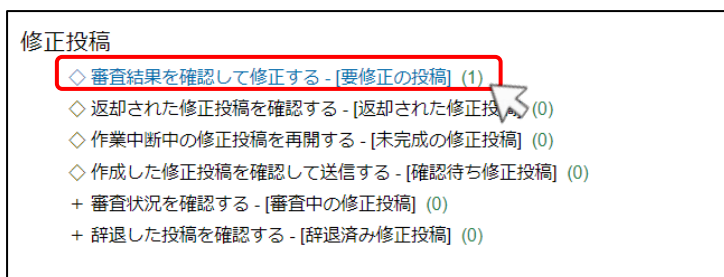 修正投稿
◇ 審査結果を確認して修正する - [要修正の投稿] (1)
◇ 返却された修正投稿を確認する - [返却された修正投 (0)
◇ 作業中断中の修正投稿を再開する - [未完成の修正投稿] (0)
◇ 作成した修正投稿を確認して送信する - [確認待ち修正投稿] (0)
+ 審査状況を確認する - [審査中の修正投稿] (0)
+ 辞退した投稿を確認する - [辞退済み修正投稿] (0)